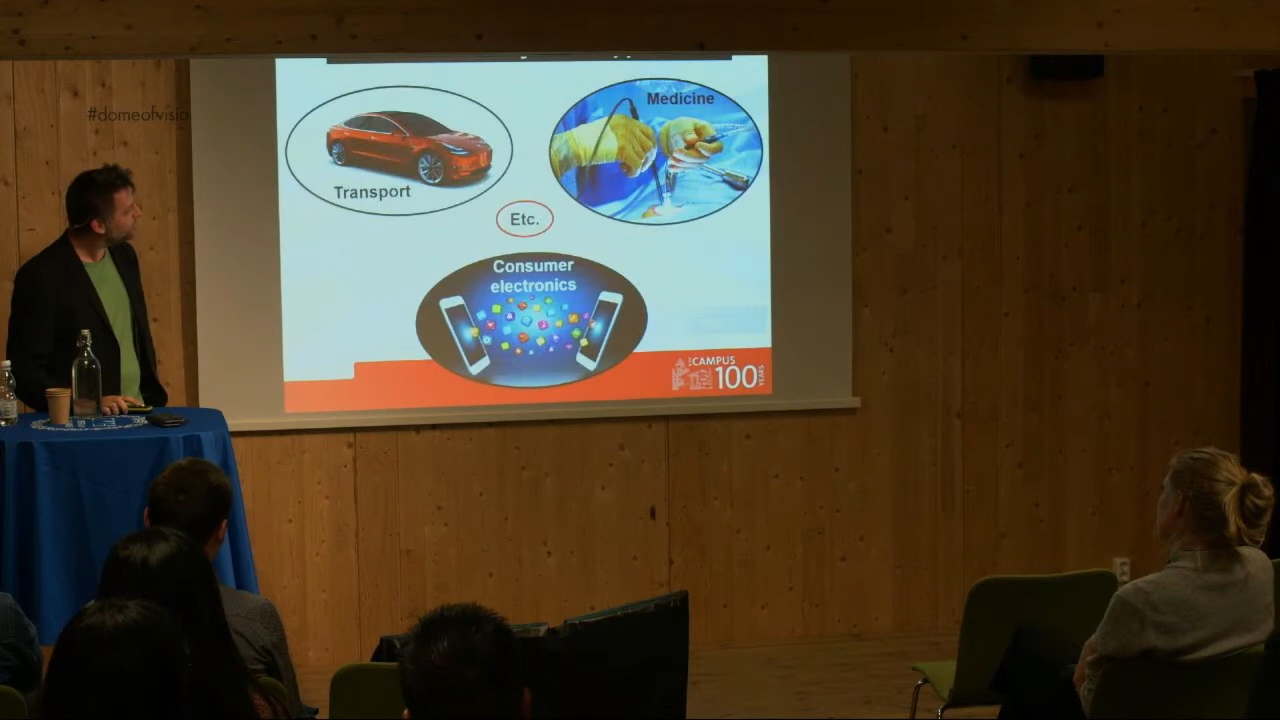 #domeofvisio
Medicine
Transport
Etc.
Consumer
electronics
CAMPUS
100
YEARS